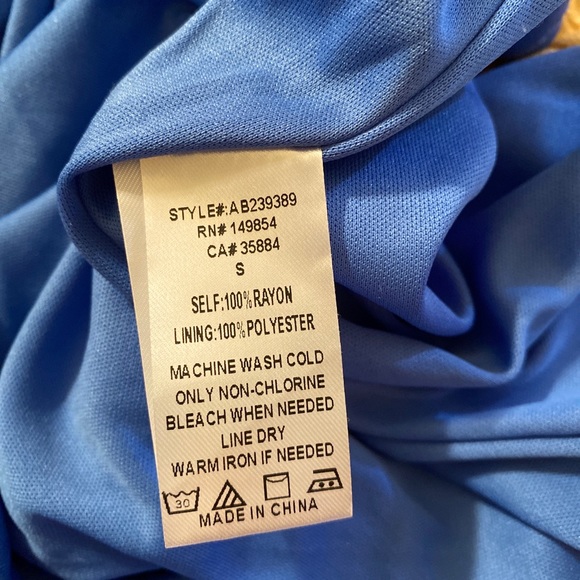 STYLE#:AB239389
RN# 149854
CA# 35884
S
SELF:100%RAYON
LINING:100%POLYESTER
MACHINE WASH COLD
ONLY NON-CHLORINE
BLEACH WHEN NEEDED
LINE DRY
WARM IRON IF NEEDED
30
MADE IN CHINA